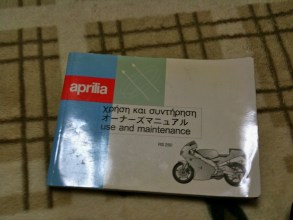 aprilia
χρήση και συντήρηση
オーナーズマニュアル
use and maintenance